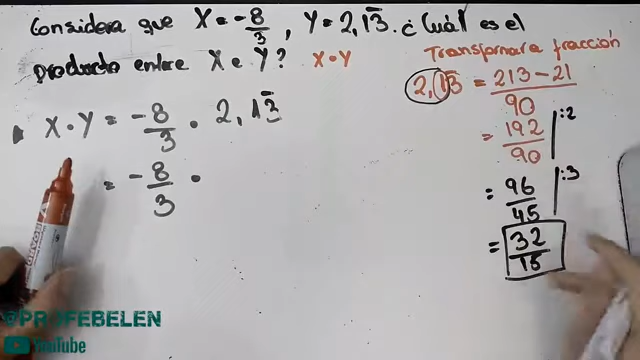 Considera que X = -8/3, Y = 2,13̄. ¿Cuál es el
producto entre X e Y? X•Y
Transformar a fracción
2,13̄ = 213 - 21 / 90
= 192 / 90 | :2
= 96 / 45 | :3
= 32 / 15
X • Y = -8/3 • 2,13̄
= -8/3 •
@PROFEBELEN
YouTube